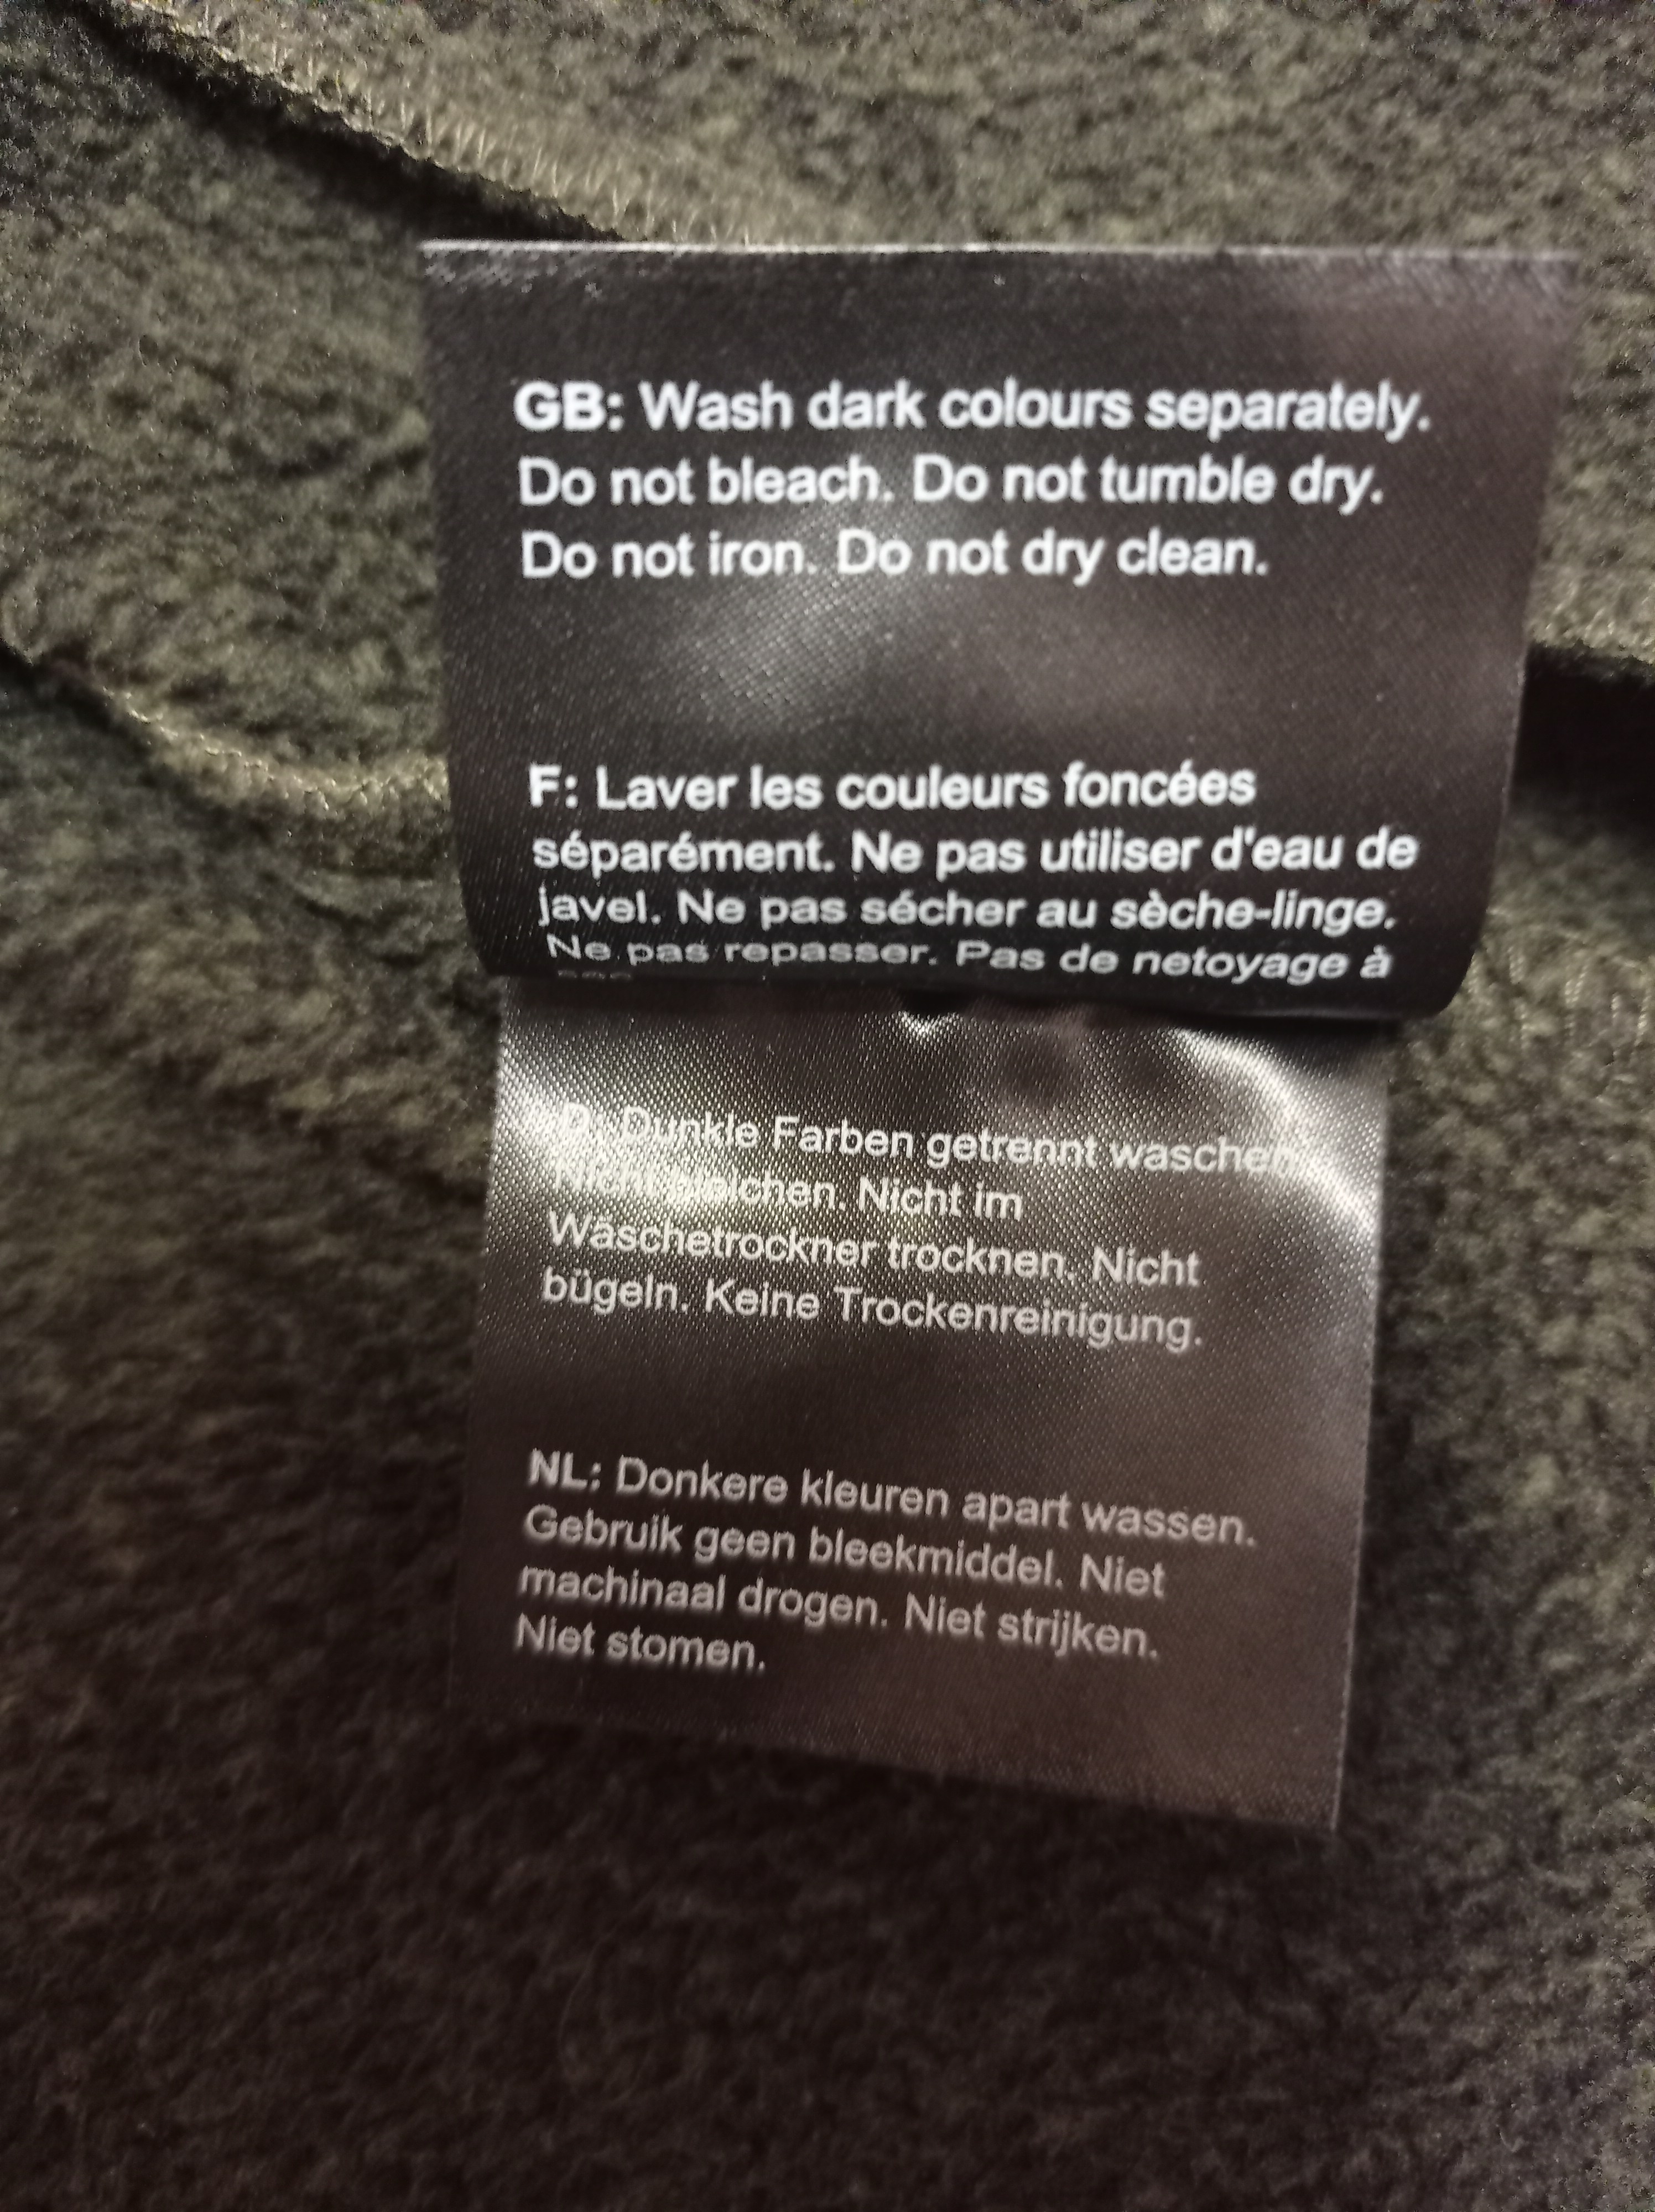 GB: Wash dark colours separately.
Do not bleach. Do not tumble dry.
Do not iron. Do not dry clean.
F: Laver les couleurs foncées
séparément. Ne pas utiliser d'eau de
javel. Ne pas sécher au sèche-linge.
Ne pas repasser. Pas de netoyage à
D: Dunkle Farben getrennt waschen.
Nicht bleichen. Nicht im
Wäschetrockner trocknen. Nicht
bügeln. Keine Trockenreinigung.
NL: Donkere kleuren apart wassen.
Gebruik geen bleekmiddel. Niet
machinaal drogen. Niet strijken.
Niet stomen.